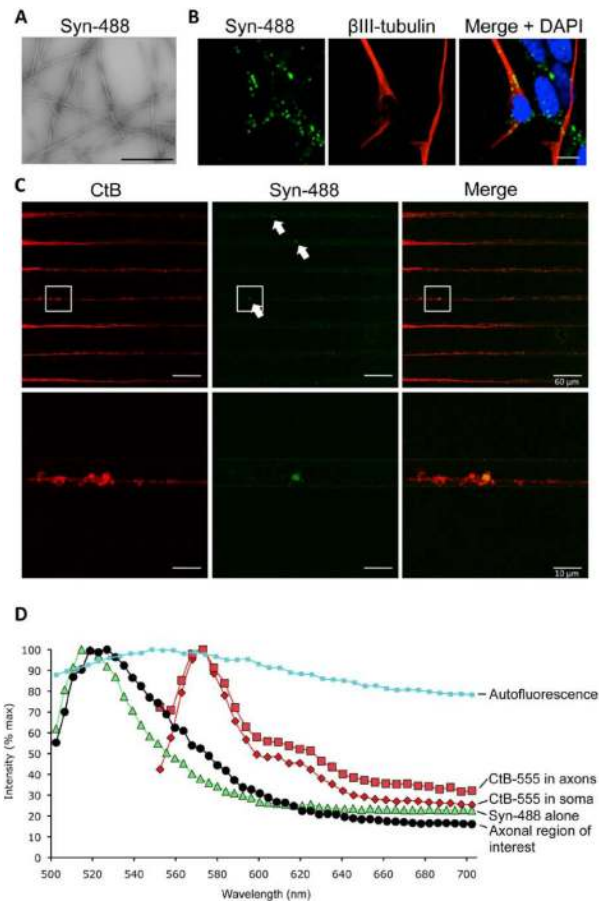 A
Syn-488
B
Syn-488 βIII-tubulin Merge + DAPI
C
CtB Syn-488 Merge
60 µm
10 µm
D
100
90
80
70
60
50
40
30
20
10
0
Intensity (% max)
500 520 540 560 580 600 620 640 660 680 700
Wavelength (nm)
Autofluorescence
CtB-555 in axons
CtB-555 in soma
Syn-488 alone
Axonal region of
interest